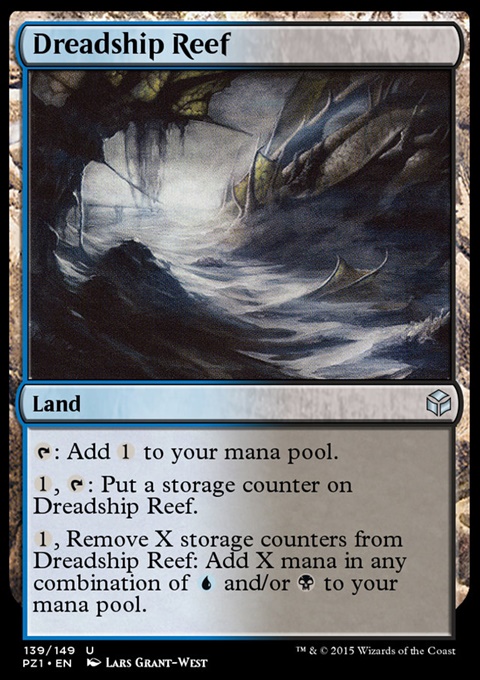 Dreadship Reef
Land
: Add 1 to your mana pool.
1, : Put a storage counter on
Dreadship Reef.
1, Remove X storage counters from
Dreadship Reef: Add X mana in any
combination of and/or to your
mana pool.
139/149 U
PZ1 • EN Lars Grant-West
™ & © 2015 Wizards of the Coast